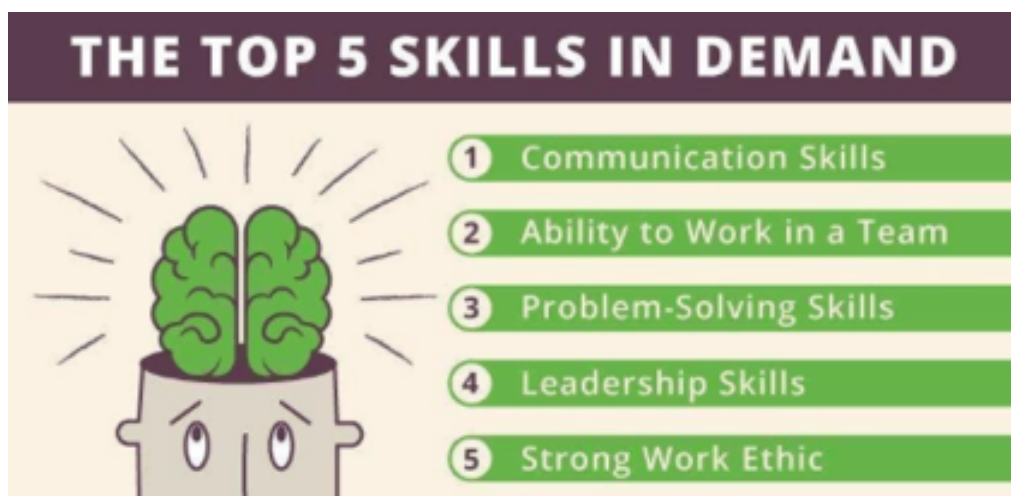 THE TOP 5 SKILLS IN DEMAND
1 Communication Skills
2 Ability to Work in a Team
3 Problem-Solving Skills
4 Leadership Skills
5 Strong Work Ethic